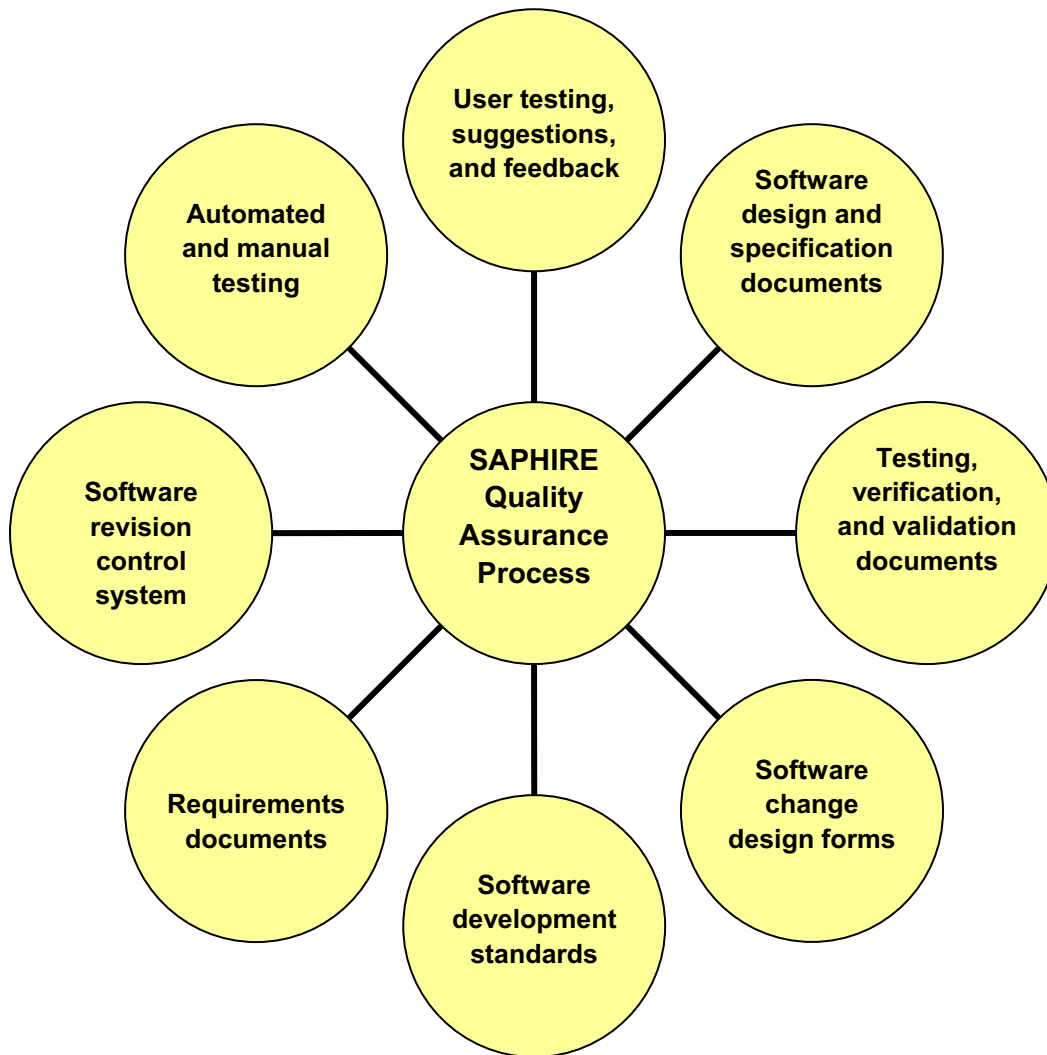 User testing,
suggestions,
and feedback
Software
design and
specification
documents
Testing,
verification,
and validation
documents
Software
change
design forms
Software
development
standards
Requirements
documents
Software
revision
control
system
Automated
and manual
testing
SAPHIRE
Quality
Assurance
Process